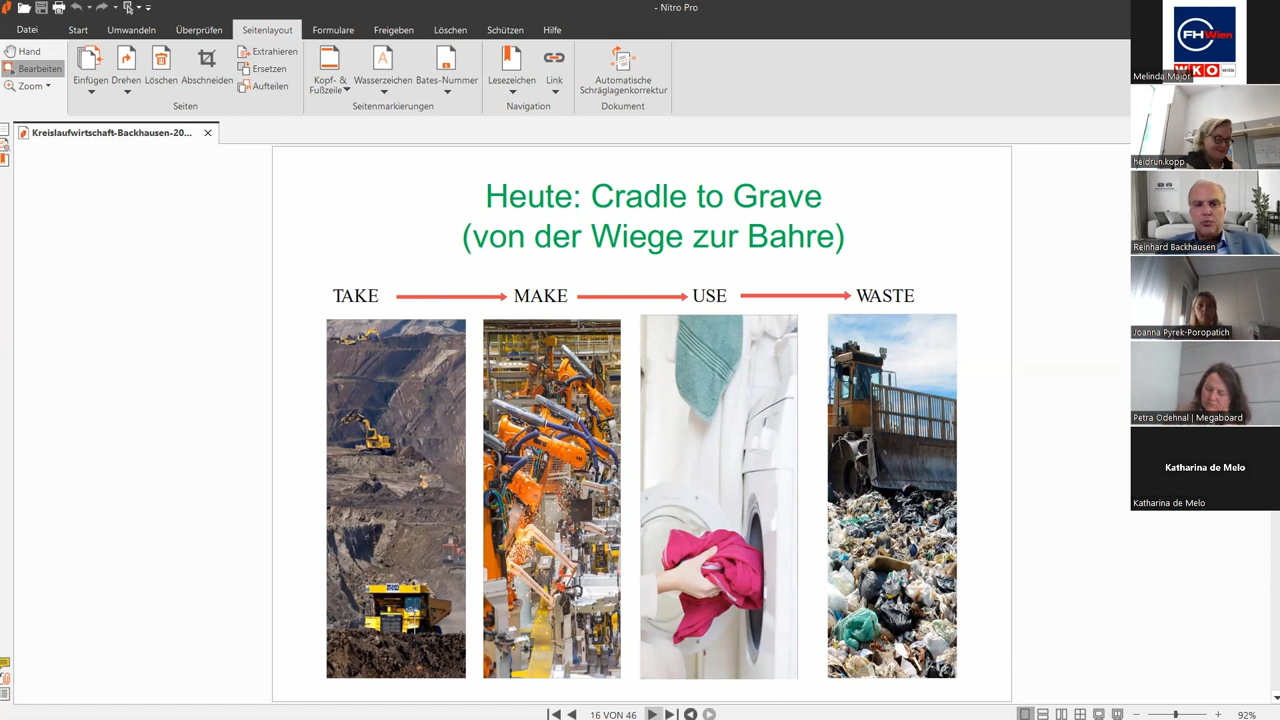 - Nitro Pro
Datei Start Umwandeln Überprüfen Seitenlayout Formulare Freigeben Löschen Schützen Hilfe
Hand
Bearbeiten
Zoom
Einfügen Drehen Löschen Abschneiden
Extrahieren
Ersetzen
Aufteilen
Seiten
Kopf- & Fußzeile
Wasserzeichen Bates-Nummer
Seitenmarkierungen
Lesezeichen Link
Navigation
Automatische
Schräglagenkorrektur
Dokument
Kreislaufwirtschaft-Backhausen-20...
Heute: Cradle to Grave
(von der Wiege zur Bahre)
TAKE MAKE USE WASTE
16 VON 46
92%
FHWien
WKO WIEN
Melinda Major
heidrun.kopp
Reinhard Backhausen
Joanna Pyrek-Poropatich
Petra Odehnal | Megaboard
Katharina de Melo
Katharina de Melo